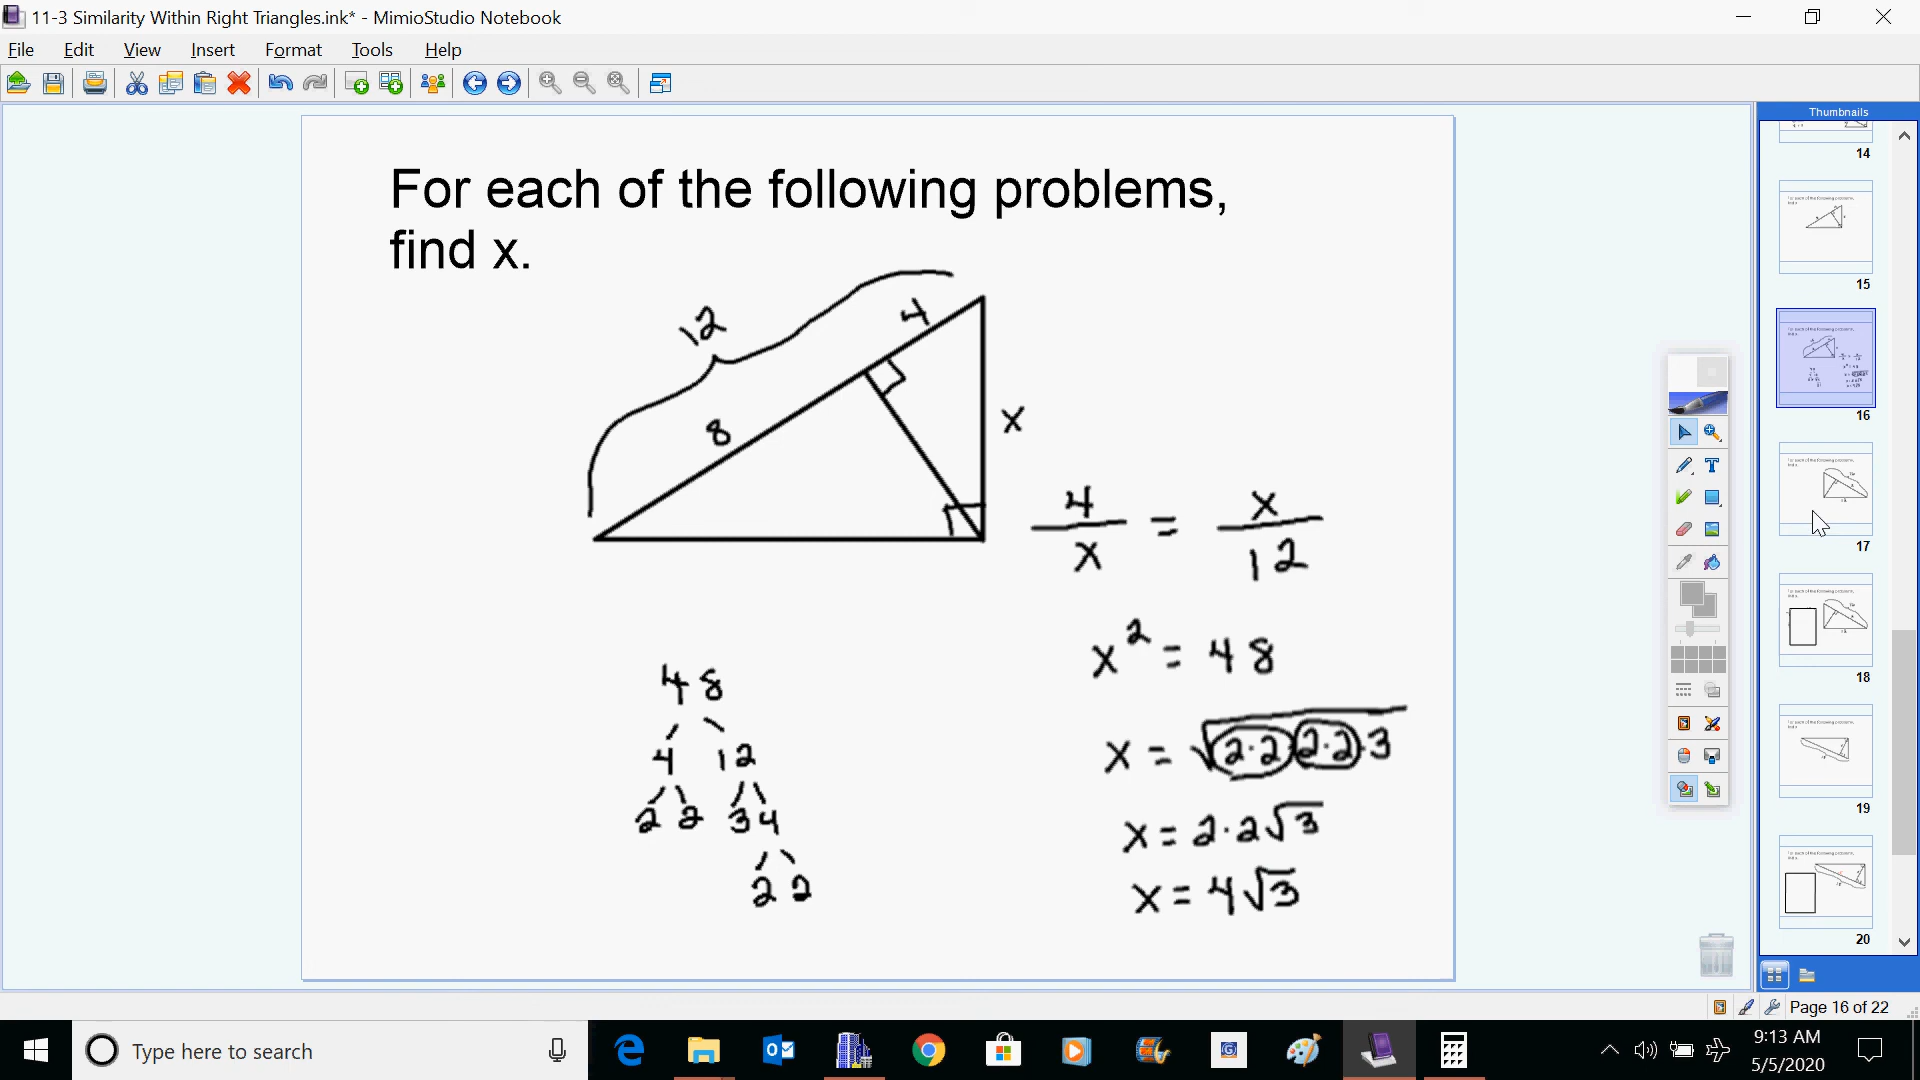 11-3 Similarity Within Right Triangles.ink* - MimioStudio Notebook
File Edit View Insert Format Tools Help
Thumbnails
14
15
16
17
18
19
20
For each of the following problems,
find x.
12
4
8
x
4/x = x/12
x² = 48
x = √2·2·2·2·3
x = 2·2√3
x = 4√3
48
4 12
2 2 3 4
2 2
Page 16 of 22
Type here to search
9:13 AM
5/5/2020